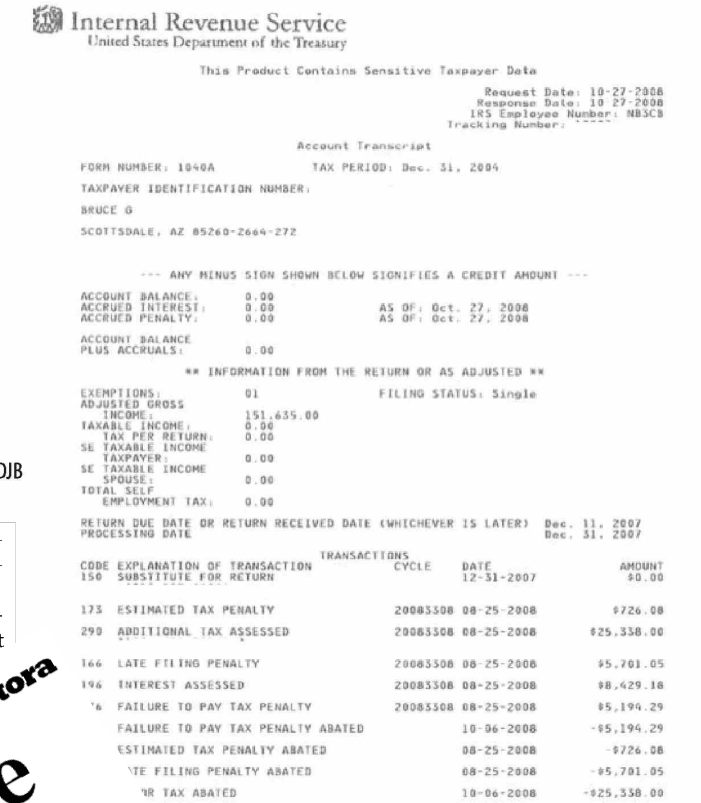 Internal Revenue Service
United States Department of the Treasury
This Product Contains Sensitive Taxpayer Data
Request Date: 10-27-2008
Response Date: 10-27-2008
IRS Employee Number: NB3CB
Tracking Number:
Account Transcript
FORM NUMBER: 1040A TAX PERIOD: Dec. 31, 2004
TAXPAYER IDENTIFICATION NUMBER:
BRUCE G
SCOTTSDALE, AZ 85260-2664-272
--- ANY MINUS SIGN SHOWN BELOW SIGNIFIES A CREDIT AMOUNT ---
ACCOUNT BALANCE: 0.00
ACCRUED INTEREST: 0.00 AS OF: Oct. 27, 2008
ACCRUED PENALTY: 0.00 AS OF: Oct. 27, 2008
ACCOUNT BALANCE
PLUS ACCRUALS: 0.00
** INFORMATION FROM THE RETURN OR AS ADJUSTED **
EXEMPTIONS: 01 FILING STATUS: Single
ADJUSTED GROSS
INCOME: 151,635.00
TAXABLE INCOME: 0.00
TAX PER RETURN: 0.00
SE TAXABLE INCOME
TAXPAYER: 0.00
SE TAXABLE INCOME
SPOUSE: 0.00
TOTAL SELF
EMPLOYMENT TAX: 0.00
RETURN DUE DATE OR RETURN RECEIVED DATE (WHICHEVER IS LATER) Dec. 11, 2007
PROCESSING DATE Dec. 31, 2007
TRANSACTIONS
CODE EXPLANATION OF TRANSACTION CYCLE DATE AMOUNT
150 SUBSTITUTE FOR RETURN 12-31-2007 $0.00
173 ESTIMATED TAX PENALTY 20083308 08-25-2008 $726.08
290 ADDITIONAL TAX ASSESSED 20083308 08-25-2008 $25,338.00
166 LATE FILING PENALTY 20083308 08-25-2008 $5,701.05
196 INTEREST ASSESSED 20083308 08-25-2008 $8,429.18
6 FAILURE TO PAY TAX PENALTY 20083308 08-25-2008 $5,194.29
FAILURE TO PAY TAX PENALTY ABATED 10-06-2008 -$5,194.29
ESTIMATED TAX PENALTY ABATED 08-25-2008 -$726.08
TE FILING PENALTY ABATED 08-25-2008 -$5,701.05
R TAX ABATED 10-06-2008 -$25,338.00
OJB
t
tora
e